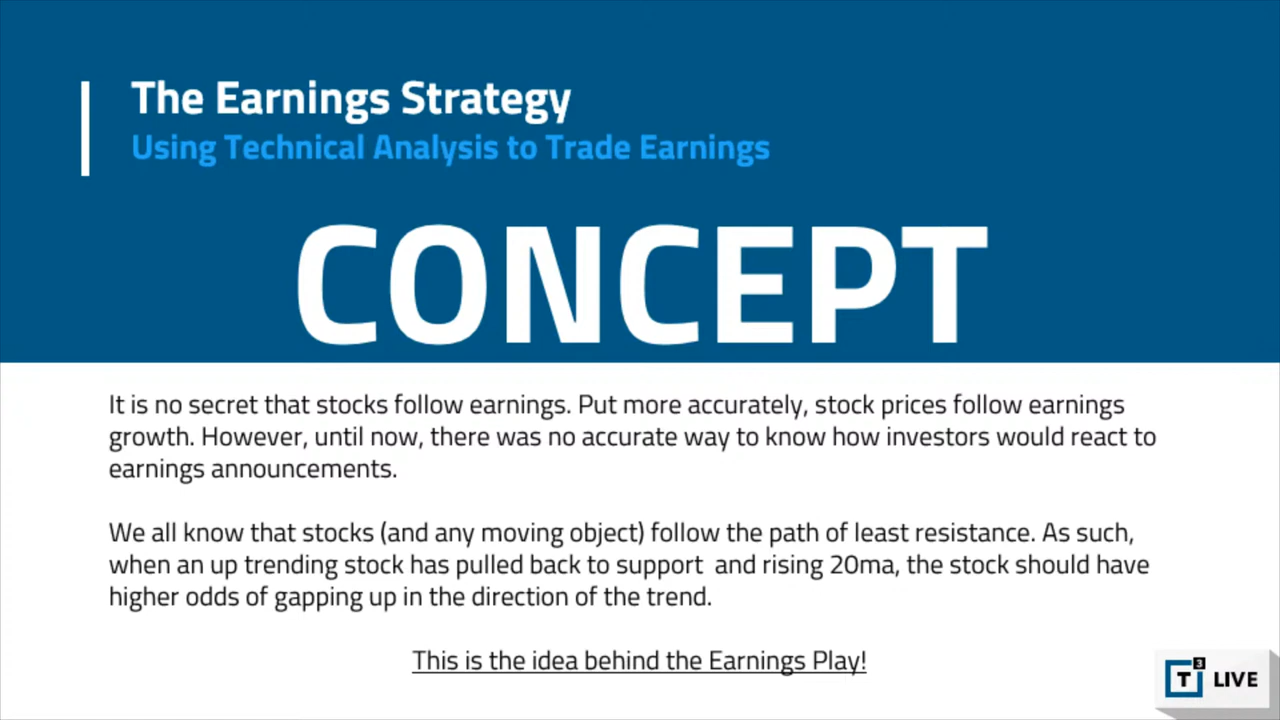 The Earnings Strategy
Using Technical Analysis to Trade Earnings
CONCEPT
It is no secret that stocks follow earnings. Put more accurately, stock prices follow earnings
growth. However, until now, there was no accurate way to know how investors would react to
earnings announcements.
We all know that stocks (and any moving object) follow the path of least resistance. As such,
when an up trending stock has pulled back to support  and rising 20ma, the stock should have
higher odds of gapping up in the direction of the trend.
This is the idea behind the Earnings Play!
T3 LIVE